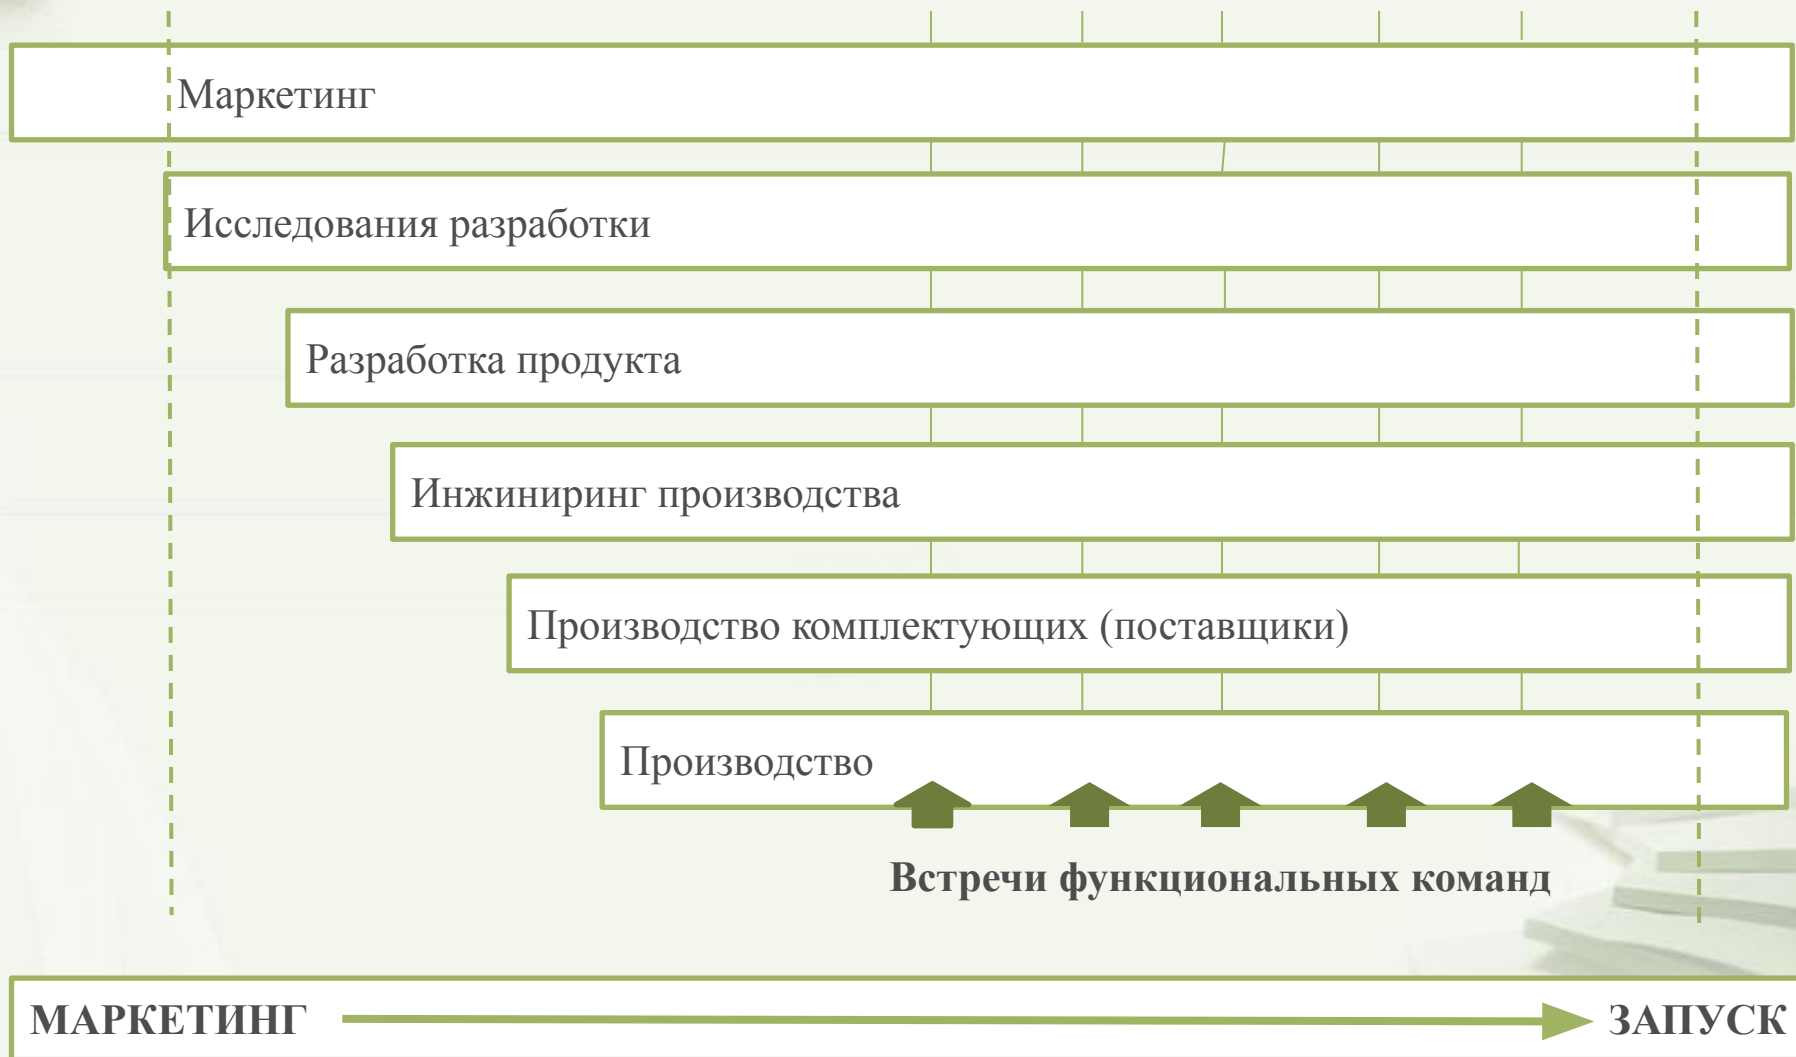 Маркетинг
Исследования разработки
Разработка продукта
Инжиниринг производства
Производство комплектующих (поставщики)
Производство
Встречи функциональных команд
МАРКЕТИНГ ЗАПУСК